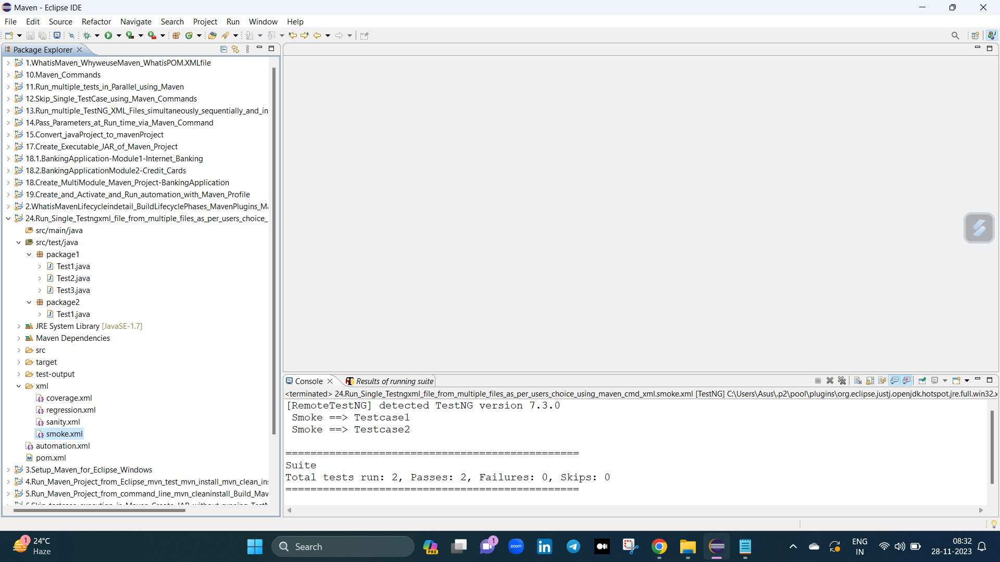 Maven - Eclipse IDE
File Edit Source Refactor Navigate Search Project Run Window Help
Package Explorer
1.WhatisMaven_WhyweuseMaven_WhatisPOM.XMLfile
10.Maven_Commands
11.Run_multiple_tests_in_Parallel_using_Maven
12.Skip_Single_TestCase_using_Maven_Commands
13.Run_multiple_TestNG_XML_Files_simultaneously_sequentially_and_in
14.Pass_Parameters_at_Run_time_via_Maven_Command
15.Convert_javaProject_to_mavenProject
17.Create_Executable_JAR_of_Maven_Project
18.1.BankingApplication-Module1-Internet_Banking
18.2.BankingApplicationModule2-Credit_Cards
18.Create_MultiModule_Maven_Project-BankingApplication
19.Create_and_Activate_and_Run_automation_with_Maven_Profile
2.WhatisMavenLifecycleindetail_BuildLifecyclePhases_MavenPlugins_Ma
24.Run_Single_Testngxml_file_from_multiple_files_as_per_users_choice_
src/main/java
src/test/java
package1
Test1.java
Test2.java
Test3.java
package2
Test1.java
JRE System Library [JavaSE-1.7]
Maven Dependencies
src
target
test-output
xml
coverage.xml
regression.xml
sanity.xml
smoke.xml
automation.xml
pom.xml
3.Setup_Maven_for_Eclipse_Windows
4.Run_Maven_Project_from_Eclipse_mvn_test_mvn_install_mvn_clean_in
5.Run_Maven_Project_from_command_line_mvn_cleaninstall_Build_Mav
Console Results of running suite
<terminated> 24.Run_Single_Testngxml_file_from_multiple_files_as_per_users_choice_using_maven_cmd_xml.smoke.xml [TestNG] C:\Users\Asus\.p2\pool\plugins\org.eclipse.justj.openjdk.hotspot.jre.full.win32.x
[RemoteTestNG] detected TestNG version 7.3.0
Smoke ==> Testcase1
Smoke ==> Testcase2
===============================================
Suite
Total tests run: 2, Passes: 2, Failures: 0, Skips: 0
===============================================
1
24°C
Haze
Search
PRE
1
zoom
in
ENG
IN
08:32
28-11-2023